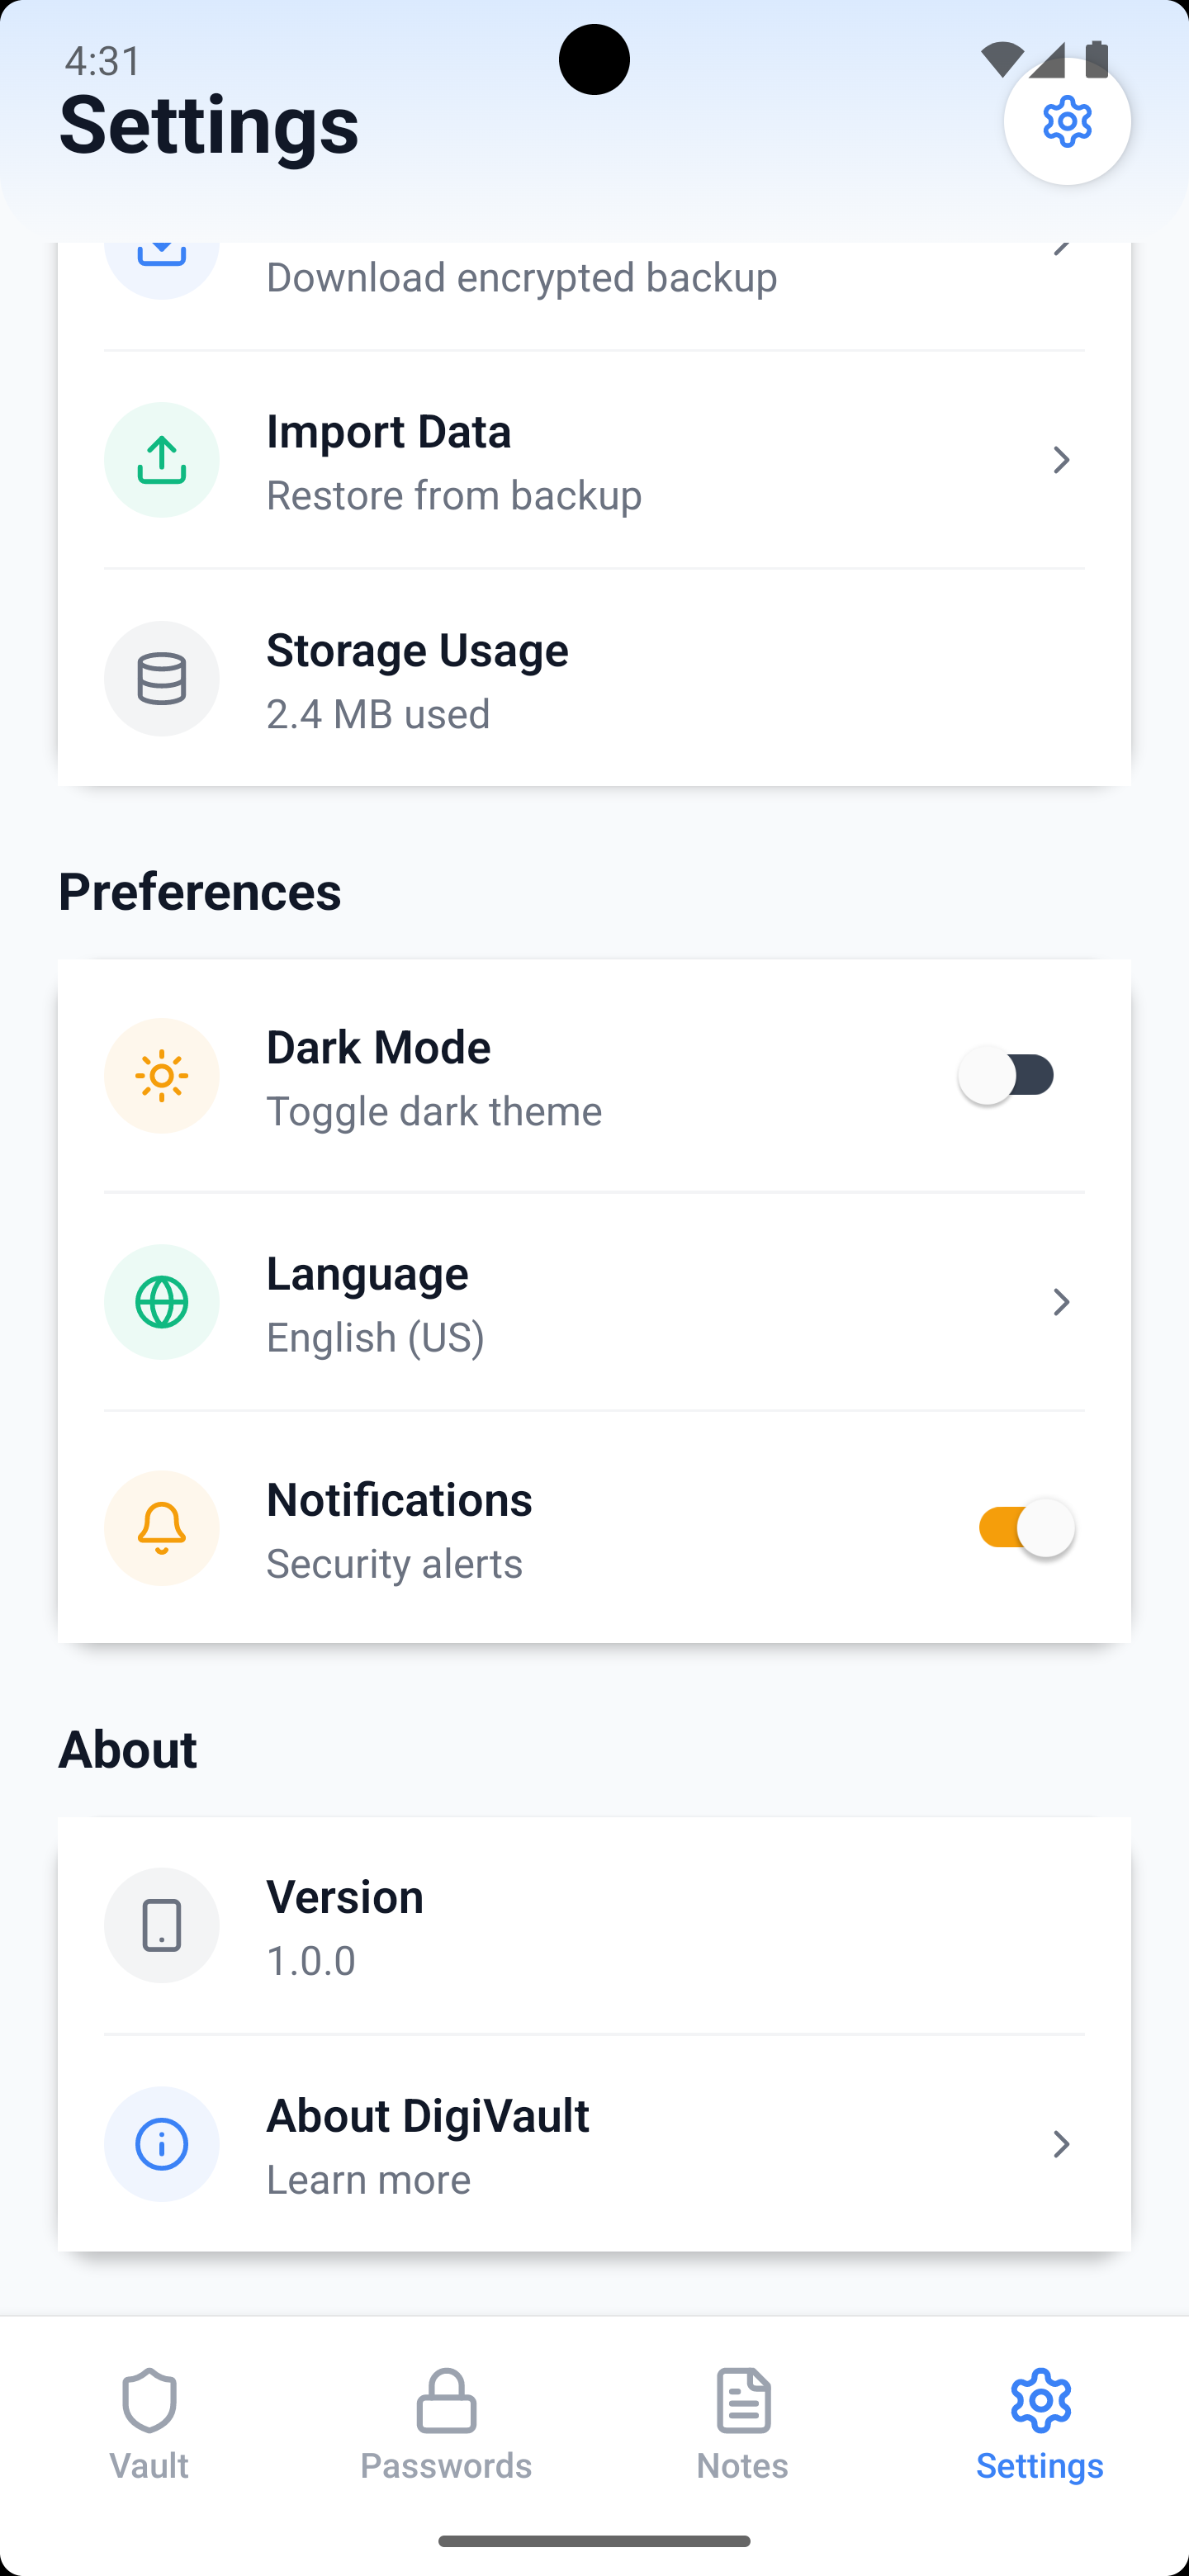 4:31
Settings
Download encrypted backup
Import Data
Restore from backup
Storage Usage
2.4 MB used
Preferences
Dark Mode
Toggle dark theme
Language
English (US)
Notifications
Security alerts
About
Version
1.0.0
About DigiVault
Learn more
Vault
Passwords
Notes
Settings